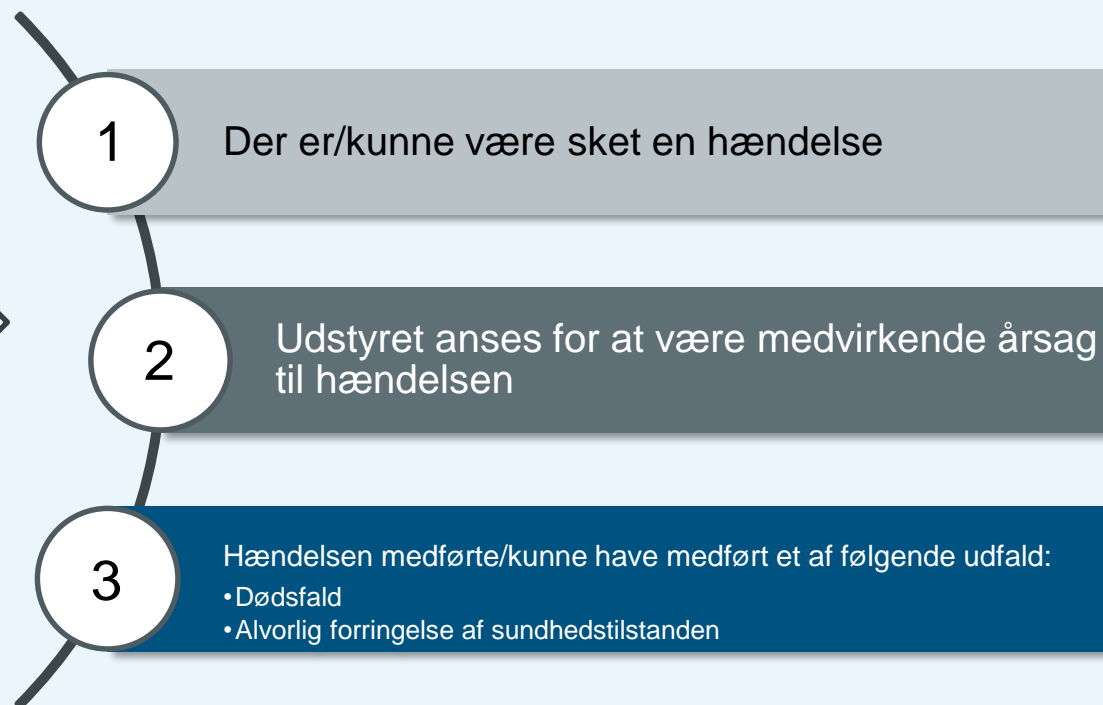 1
Der er/kunne være sket en hændelse
2
Udstyret anses for at være medvirkende årsag
til hændelsen
3
Hændelsen medførte/kunne have medført et af følgende udfald:
•Dødsfald
•Alvorlig forringelse af sundhedstilstanden